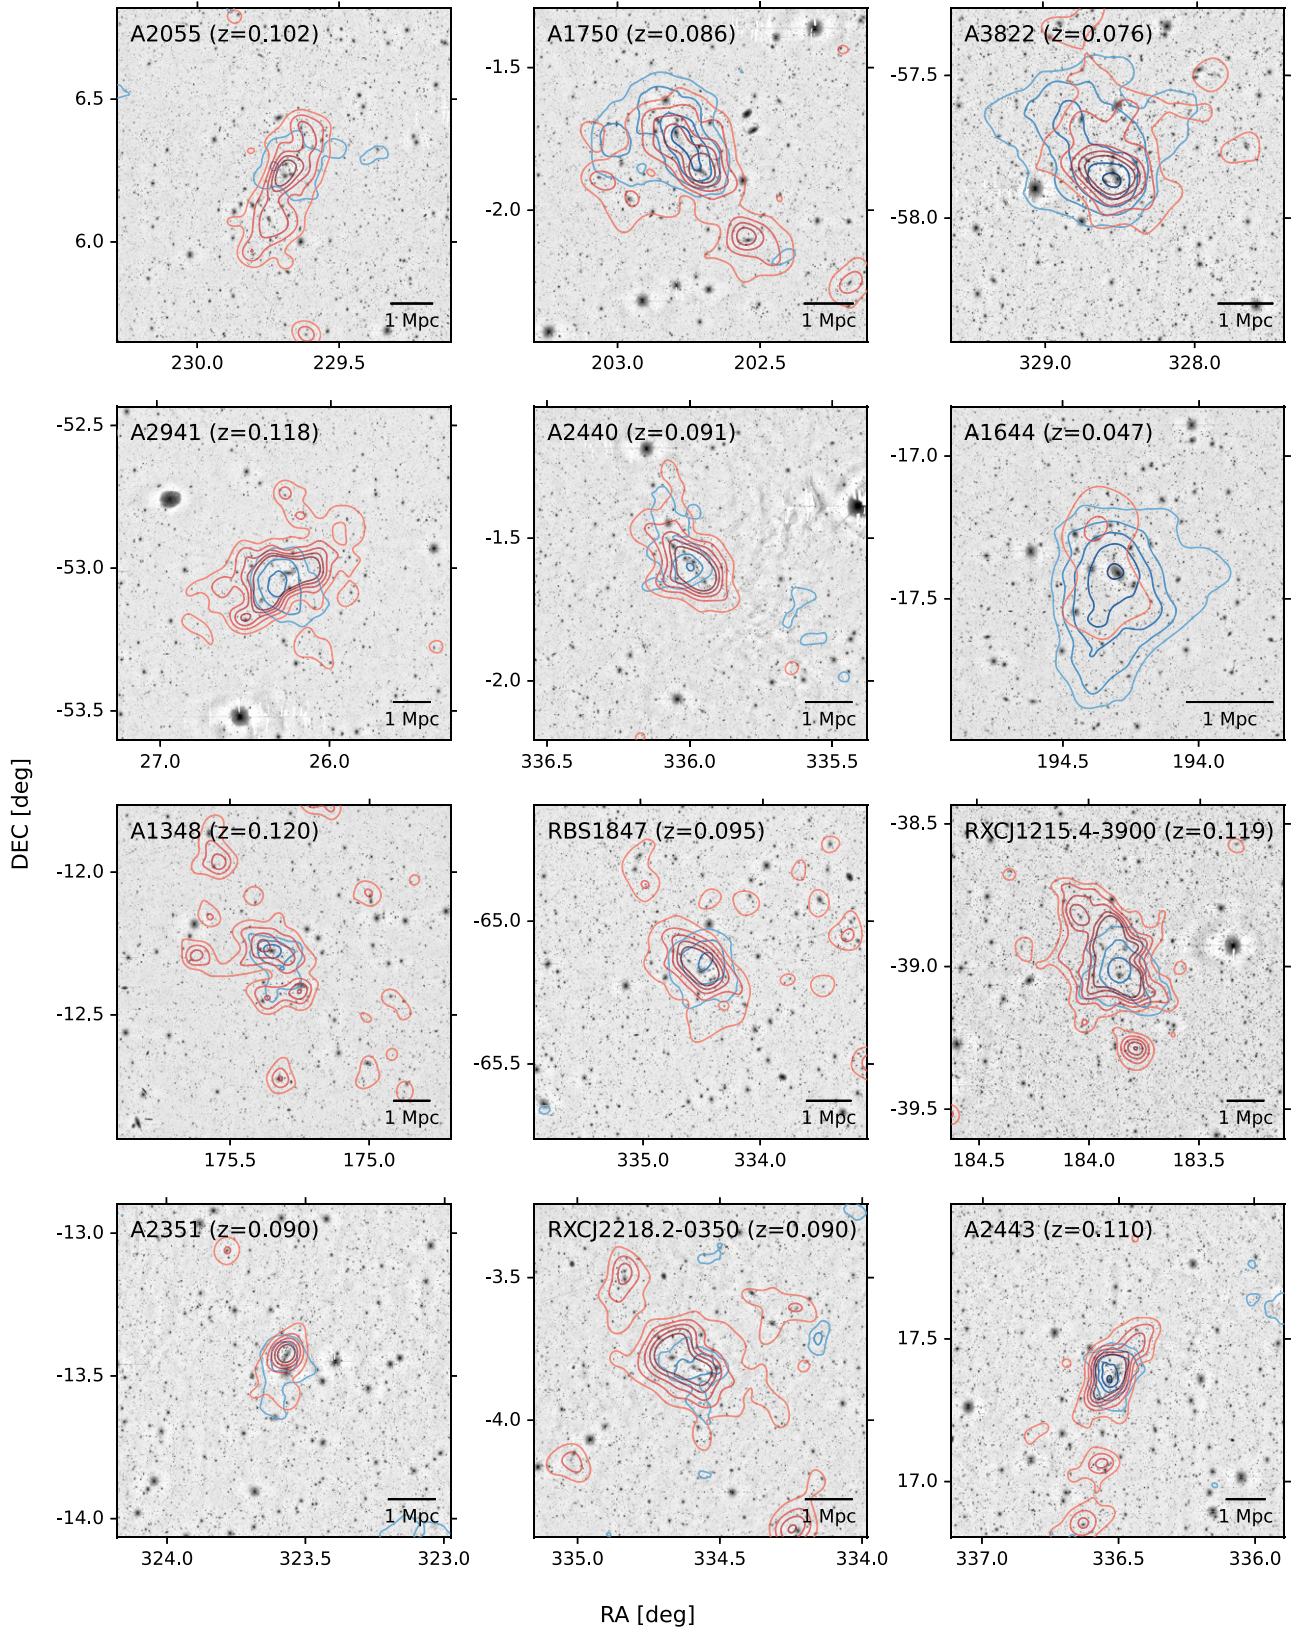 A2055 (z=0.102)
6.5
6.0
1 Mpc
230.0 229.5
A1750 (z=0.086)
-1.5
-2.0
1 Mpc
203.0 202.5
A3822 (z=0.076)
-57.5
-58.0
1 Mpc
329.0 328.0
A2941 (z=0.118)
-52.5
-53.0
-53.5
1 Mpc
27.0 26.0
A2440 (z=0.091)
-1.5
-2.0
1 Mpc
336.5 336.0 335.5
A1644 (z=0.047)
-17.0
-17.5
1 Mpc
194.5 194.0
DEC [deg]
A1348 (z=0.120)
-12.0
-12.5
1 Mpc
175.5 175.0
RBS1847 (z=0.095)
-65.0
-65.5
1 Mpc
335.0 334.0
RXCJ1215.4-3900 (z=0.119)
-38.5
-39.0
-39.5
1 Mpc
184.5 184.0 183.5
A2351 (z=0.090)
-13.0
-13.5
-14.0
1 Mpc
324.0 323.5 323.0
RXCJ2218.2-0350 (z=0.090)
-3.5
-4.0
1 Mpc
335.0 334.5 334.0
A2443 (z=0.110)
17.5
17.0
1 Mpc
337.0 336.5 336.0
RA [deg]